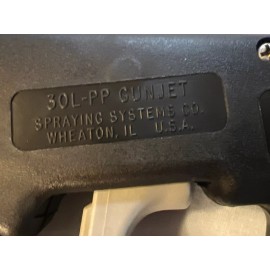 30L-PP GUNJET
SPRAYING SYSTEMS CO.
WHEATON, IL U.S.A.